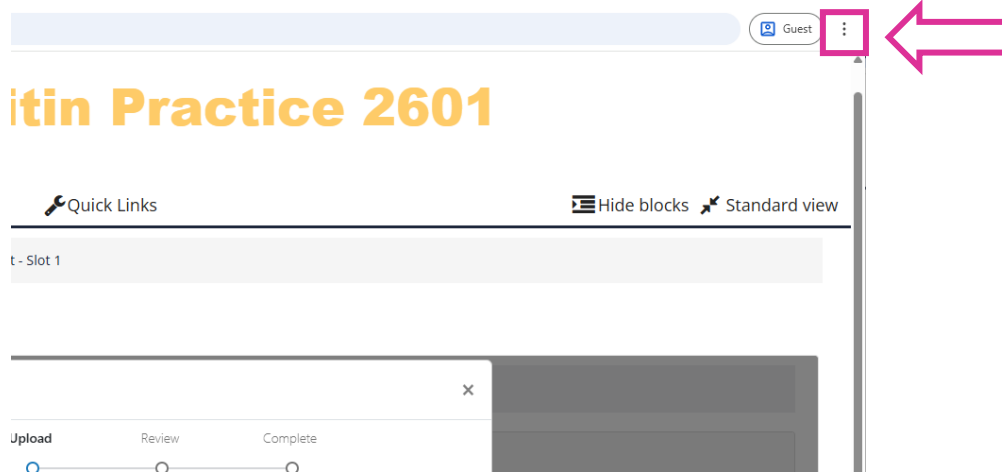 Guest
itin Practice 2601
Quick Links
Hide blocks
Standard view
t - Slot 1
Upload
Review
Complete